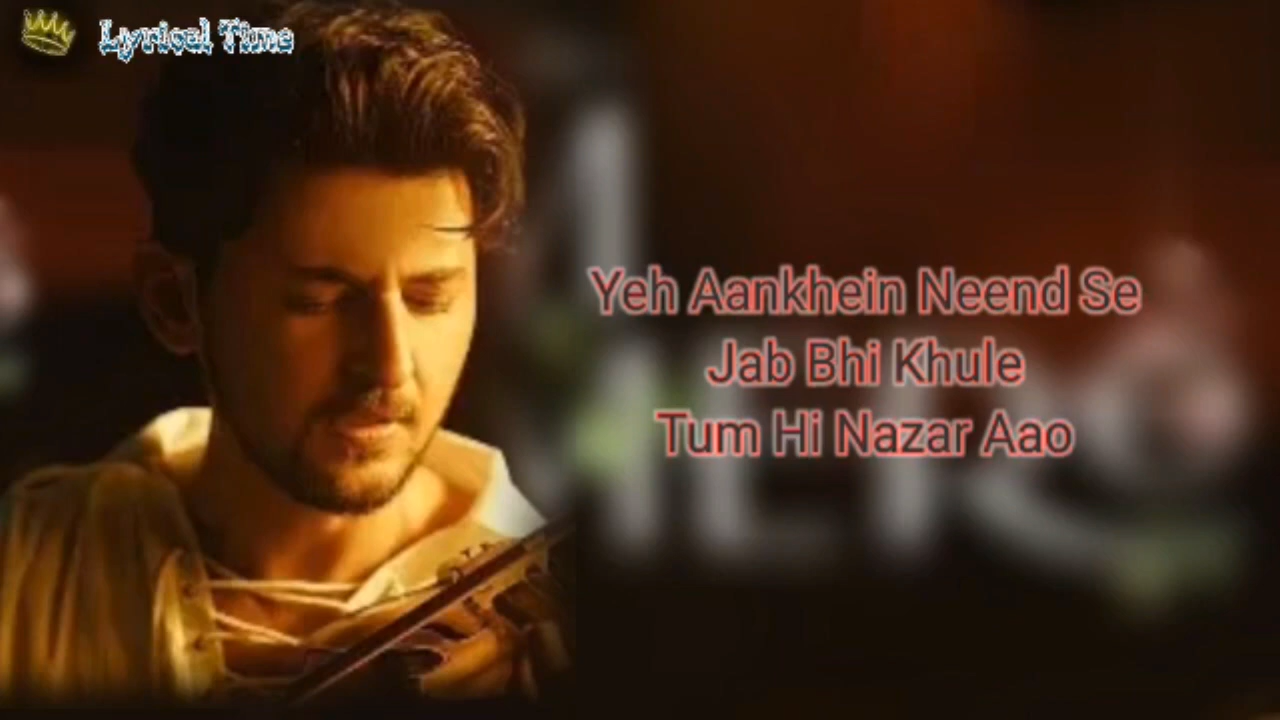 Lyrical Time
Yeh Aankhein Neend Se
Jab Bhi Khule
Tum Hi Nazar Aao